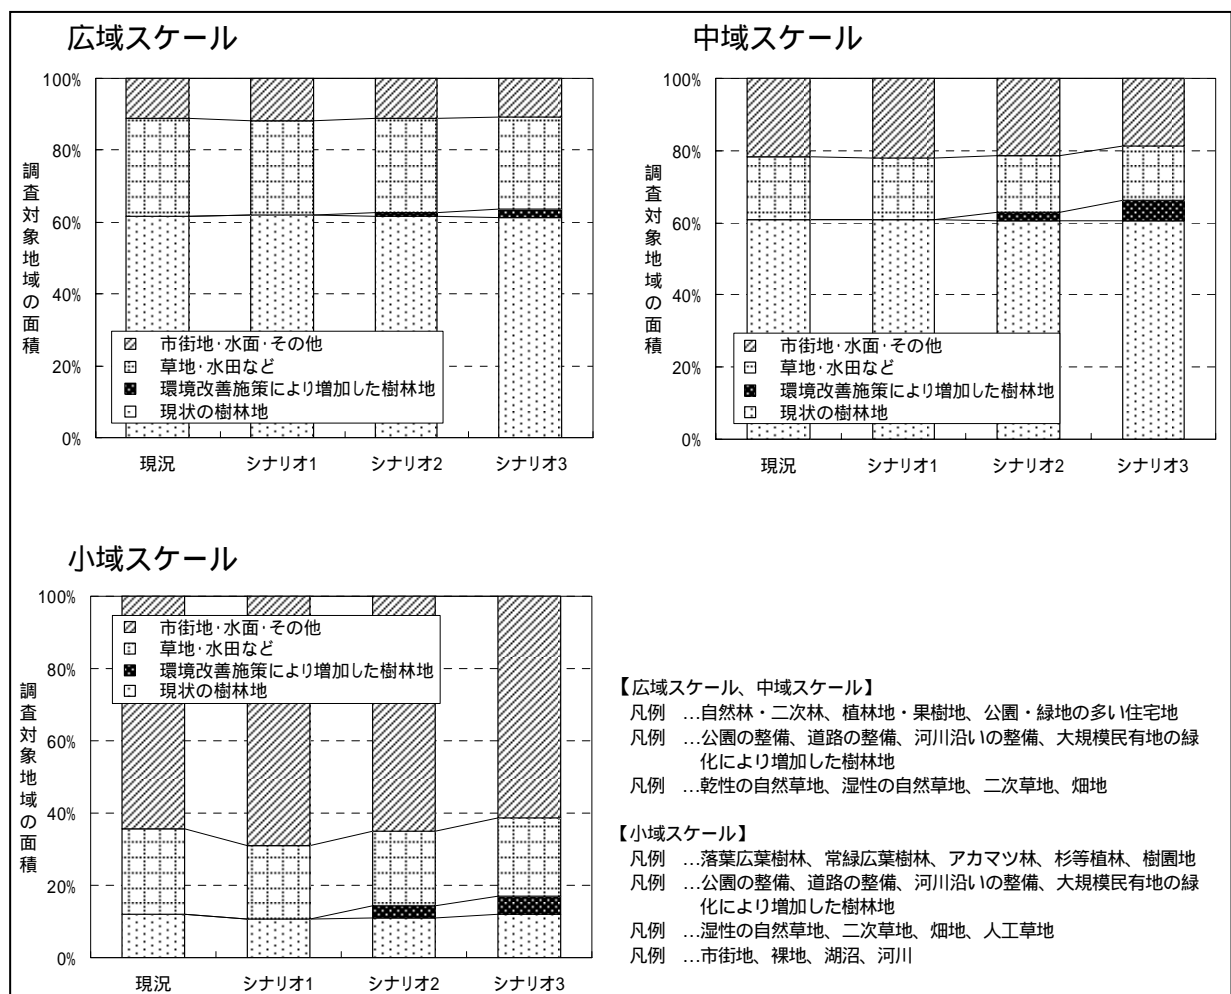 広域スケール
100%
80%
60%
40%
20%
0%
調査対象地域の面積
市街地・水面・その他
草地・水田など
環境改善施策により増加した樹林地
現状の樹林地
現況 シナリオ1 シナリオ2 シナリオ3
中域スケール
100%
80%
60%
40%
20%
0%
調査対象地域の面積
市街地・水面・その他
草地・水田など
環境改善施策により増加した樹林地
現状の樹林地
現況 シナリオ1 シナリオ2 シナリオ3
小域スケール
100%
80%
60%
40%
20%
0%
調査対象地域の面積
市街地・水面・その他
草地・水田など
環境改善施策により増加した樹林地
現状の樹林地
現況 シナリオ1 シナリオ2 シナリオ3
【広域スケール、中域スケール】
凡例 …自然林・二次林、植林地・果樹地、公園・緑地の多い住宅地
凡例 …公園の整備、道路の整備、河川沿いの整備、大規模民有地の緑
化により増加した樹林地
凡例 …乾性の自然草地、湿性の自然草地、二次草地、畑地
【小域スケール】
凡例 …落葉広葉樹林、常緑広葉樹林、アカマツ林、杉等植林、樹園地
凡例 …公園の整備、道路の整備、河川沿いの整備、大規模民有地の緑
化により増加した樹林地
凡例 …湿性の自然草地、二次草地、畑地、人工草地
凡例 …市街地、裸地、湖沼、河川